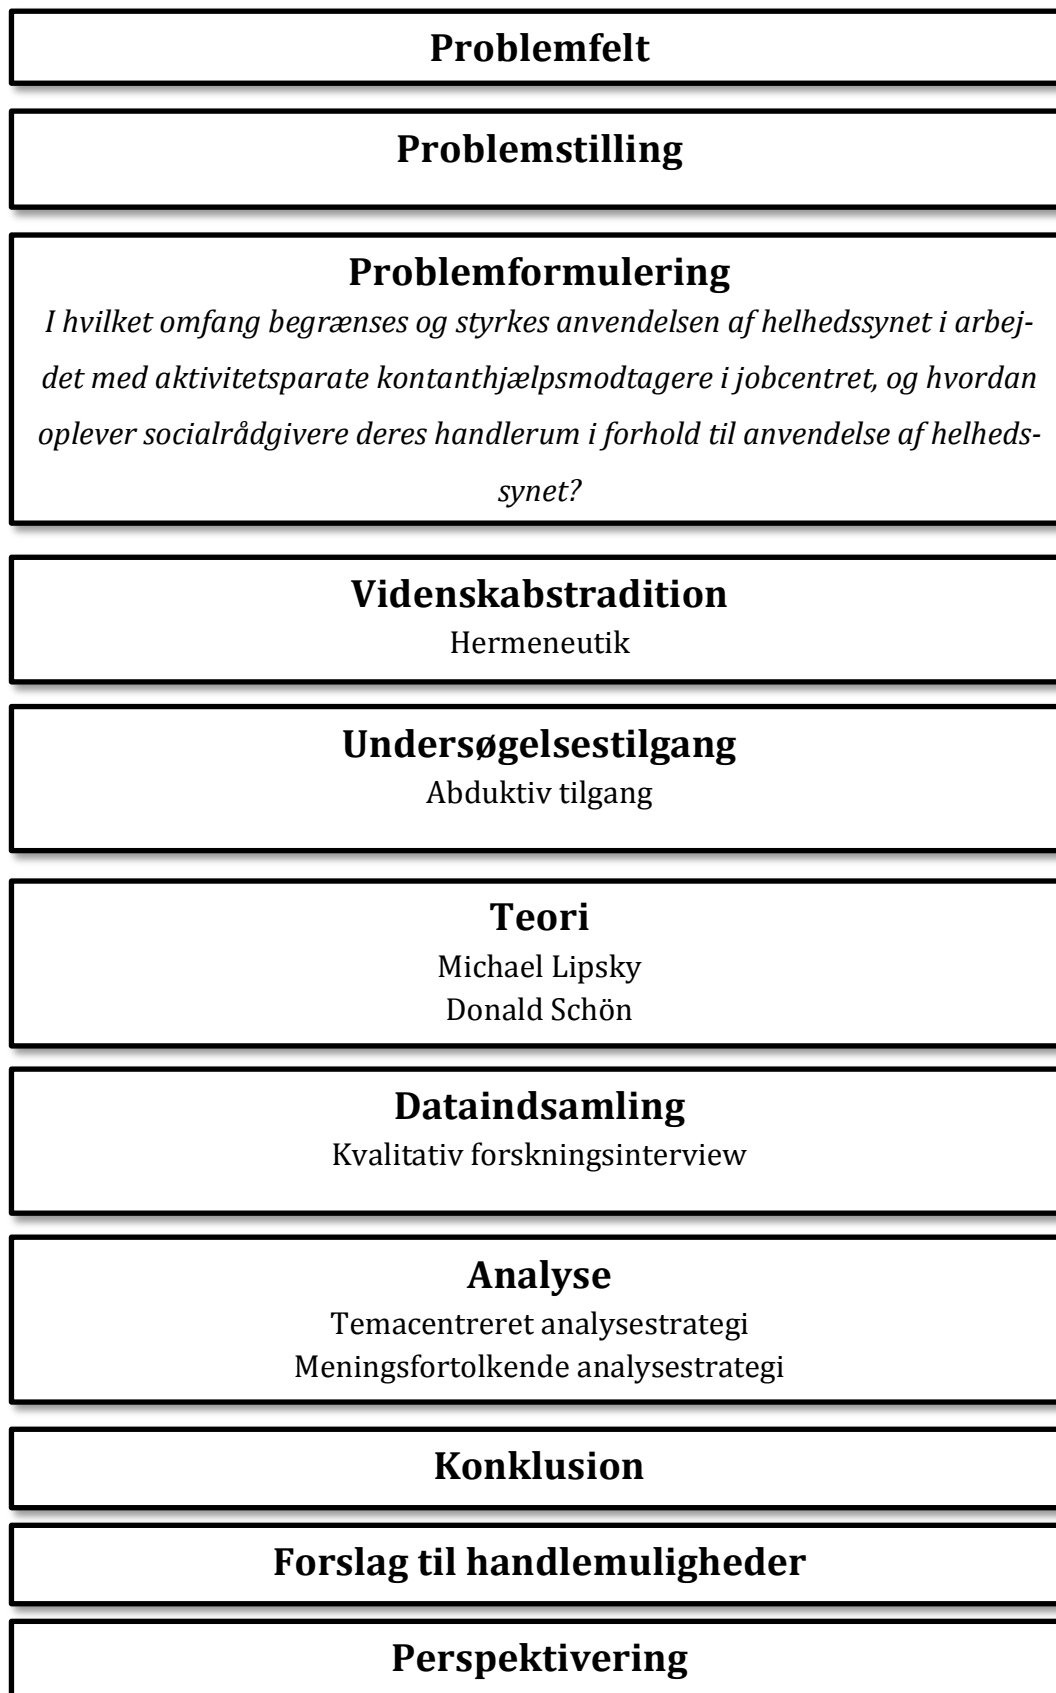 Problemfelt
Problemstilling
Problemformulering
I hvilket omfang begrænses og styrkes anvendelsen af helhedssynet i arbej-
det med aktivitetsparate kontanthjælpsmodtagere i jobcentret, og hvordan
oplever socialrådgivere deres handlerum i forhold til anvendelse af helheds-
synet?
Videnskabstradition
Hermeneutik
Undersøgelsestilgang
Abduktiv tilgang
Teori
Michael Lipsky
Donald Schön
Dataindsamling
Kvalitativ forskningsinterview
Analyse
Temacentreret analysestrategi
Meningsfortolkende analysestrategi
Konklusion
Forslag til handlemuligheder
Perspektivering